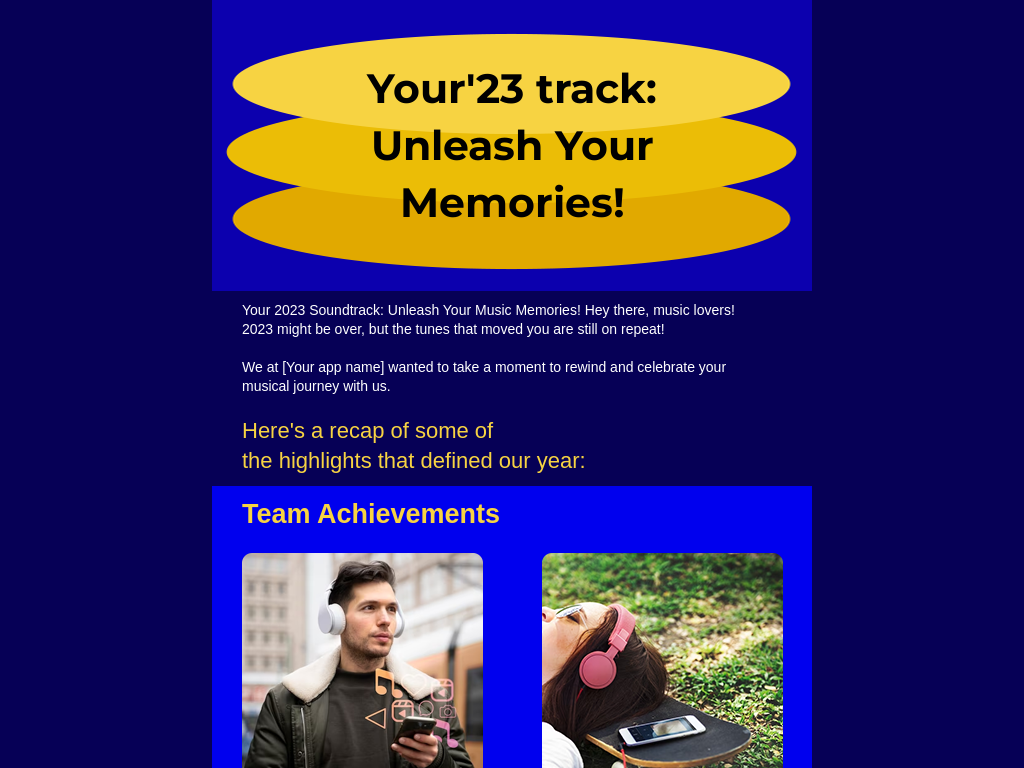 Your'23 track:
Unleash Your
Memories!
Your 2023 Soundtrack: Unleash Your Music Memories! Hey there, music lovers!
2023 might be over, but the tunes that moved you are still on repeat!
We at [Your app name] wanted to take a moment to rewind and celebrate your
musical journey with us.
Here's a recap of some of
the highlights that defined our year:
Team Achievements